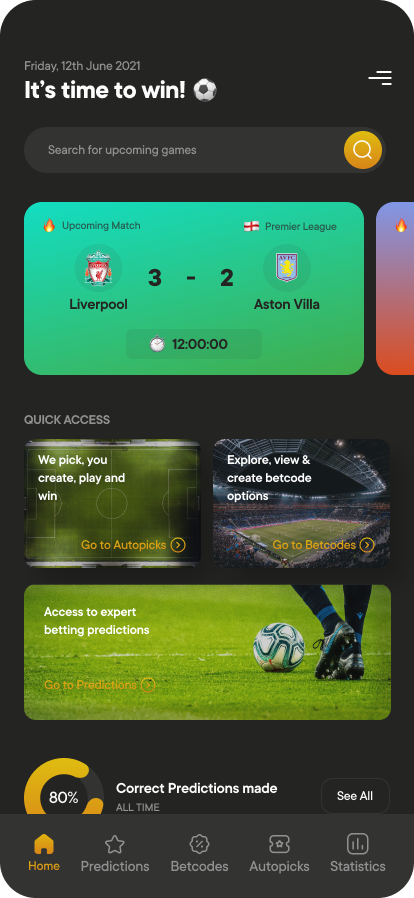 Friday, 12th June 2021
It's time to win!
Search for upcoming games
Upcoming Match
Premier League
3 - 2
Liverpool
Aston Villa
12:00:00
QUICK ACCESS
We pick, you
create, play and
win
Go to Autopicks
Explore, view &
create betcode
options
Go to Betcodes
Access to expert
betting predictions
Go to Predictions
80%
Correct Predictions made
ALL TIME
See All
Home
Predictions
Betcodes
Autopicks
Statistics